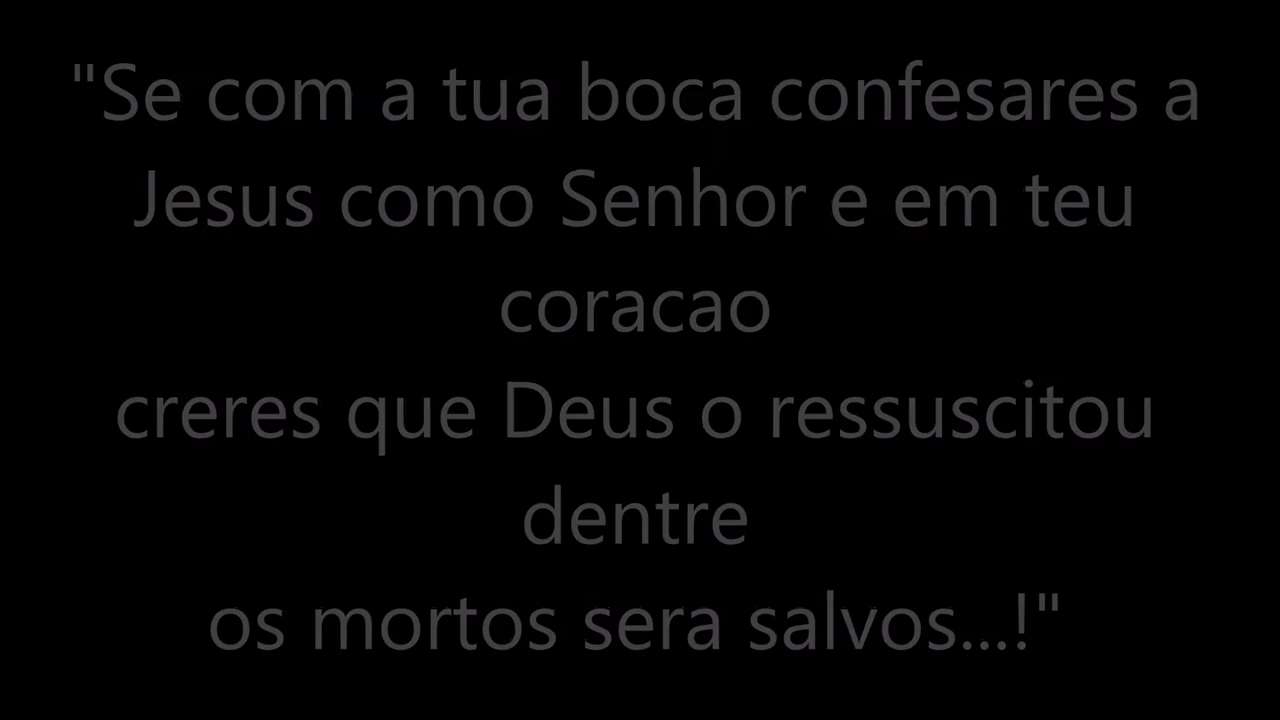 "Se com a tua boca confesares a
Jesus como Senhor e em teu
coracao
creres que Deus o ressuscitou
dentre
os mortos sera salvos...!"